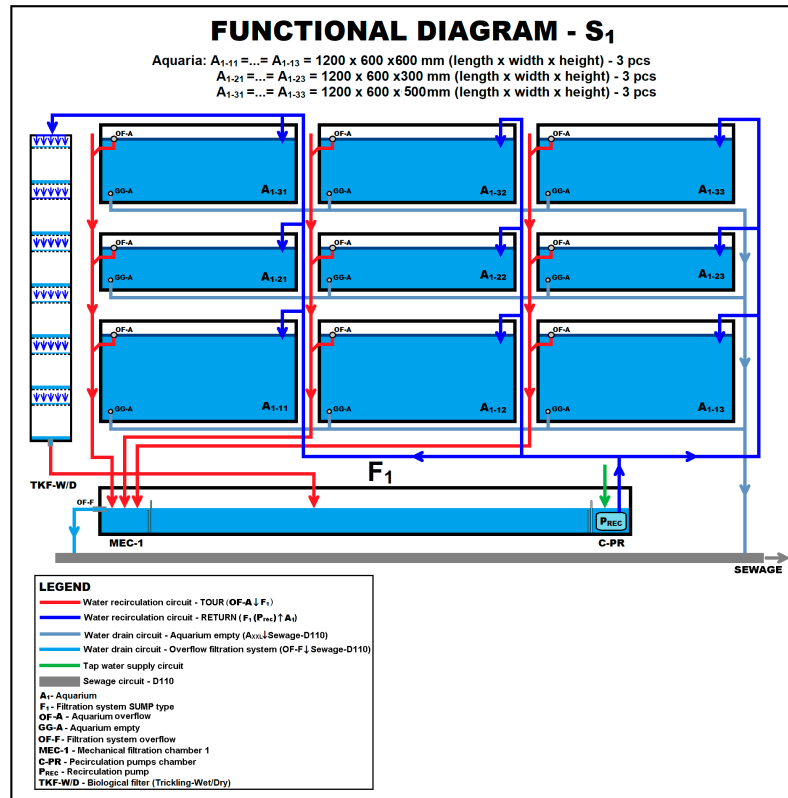 FUNCTIONAL DIAGRAM - S1
Aquaria: A1-11 =...= A1-13 = 1200 x 600 x600 mm (length x width x height) - 3 pcs
A1-21 =...= A1-23 = 1200 x 600 x300 mm (length x width x height) - 3 pcs
A1-31 =...= A1-33 = 1200 x 600 x 500mm (length x width x height) - 3 pcs
OF-A OF-A OF-A
GG-A GG-A GG-A
A1-31 A1-32 A1-33
OF-A OF-A OF-A
A1-21 A1-22 A1-23
GG-A GG-A GG-A
OF-A OF-A OF-A
GG-A GG-A GG-A
A1-11 A1-12 A1-13
F1
TKF-W/D
OF-F
PREC
MEC-1 C-PR
SEWAGE
LEGEND
Water recirculation circuit - TOUR (OF-A↓F1)
Water recirculation circuit - RETURN (F1(Prec)↑A1)
Water drain circuit - Aquarium empty (AXXL↓Sewage-D110)
Water drain circuit - Overflow filtration system (OF-F↓Sewage-D110)
Tap water supply circuit
Sewage circuit - D110
A1- Aquarium
F1 - Filtration system SUMP type
OF-A - Aquarium overflow
GG-A - Aquarium empty
OF-F - Filtration system overflow
MEC-1 - Mechanical filtration chamber 1
C-PR - Pecirculation pumps chamber
PREC - Recirculation pump
TKF-W/D - Biological filter (Trickling-Wet/Dry)